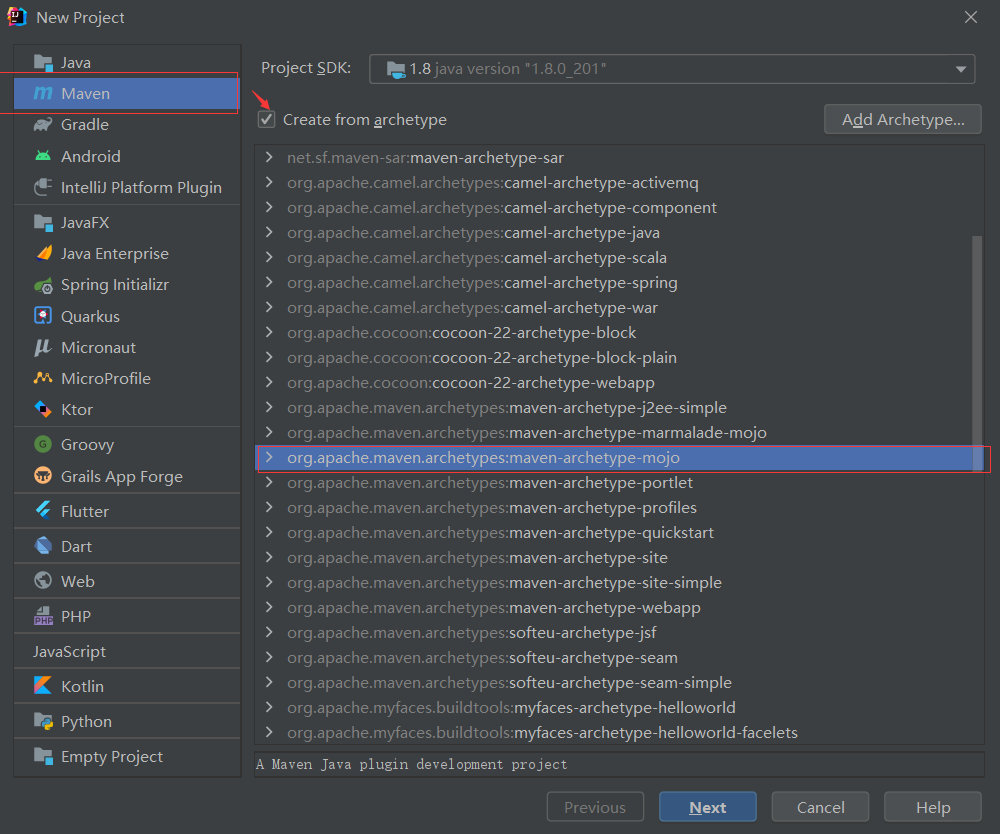 New Project
Java
Maven
Gradle
Android
IntelliJ Platform Plugin
JavaFX
Java Enterprise
Spring Initializr
Quarkus
Micronaut
MicroProfile
Ktor
Groovy
Grails App Forge
Flutter
Dart
Web
PHP
JavaScript
Kotlin
Python
Empty Project
Project SDK: 1.8 java version "1.8.0_201"
Create from archetype Add Archetype...
net.sf.maven-sar:maven-archetype-sar
org.apache.camel.archetypes:camel-archetype-activemq
org.apache.camel.archetypes:camel-archetype-component
org.apache.camel.archetypes:camel-archetype-java
org.apache.camel.archetypes:camel-archetype-scala
org.apache.camel.archetypes:camel-archetype-spring
org.apache.camel.archetypes:camel-archetype-war
org.apache.cocoon:cocoon-22-archetype-block
org.apache.cocoon:cocoon-22-archetype-block-plain
org.apache.cocoon:cocoon-22-archetype-webapp
org.apache.maven.archetypes:maven-archetype-j2ee-simple
org.apache.maven.archetypes:maven-archetype-marmalade-mojo
org.apache.maven.archetypes:maven-archetype-mojo
org.apache.maven.archetypes:maven-archetype-portlet
org.apache.maven.archetypes:maven-archetype-profiles
org.apache.maven.archetypes:maven-archetype-quickstart
org.apache.maven.archetypes:maven-archetype-site
org.apache.maven.archetypes:maven-archetype-site-simple
org.apache.maven.archetypes:maven-archetype-webapp
org.apache.maven.archetypes:softeu-archetype-jsf
org.apache.maven.archetypes:softeu-archetype-seam
org.apache.maven.archetypes:softeu-archetype-seam-simple
org.apache.myfaces.buildtools:myfaces-archetype-helloworld
org.apache.myfaces.buildtools:myfaces-archetype-helloworld-facelets
A Maven Java plugin development project
Previous Next Cancel Help